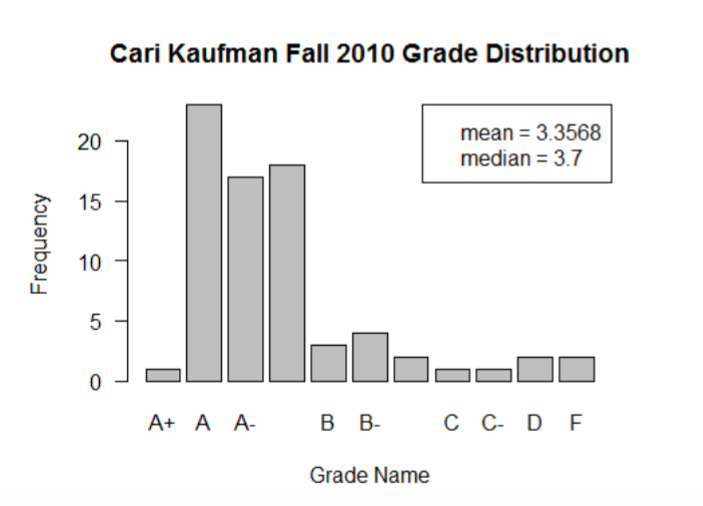 Cari Kaufman Fall 2010 Grade Distribution
mean = 3.3568
median = 3.7
Frequency
20
15
10
5
0
A+ A A- B B- C C- D F
Grade Name